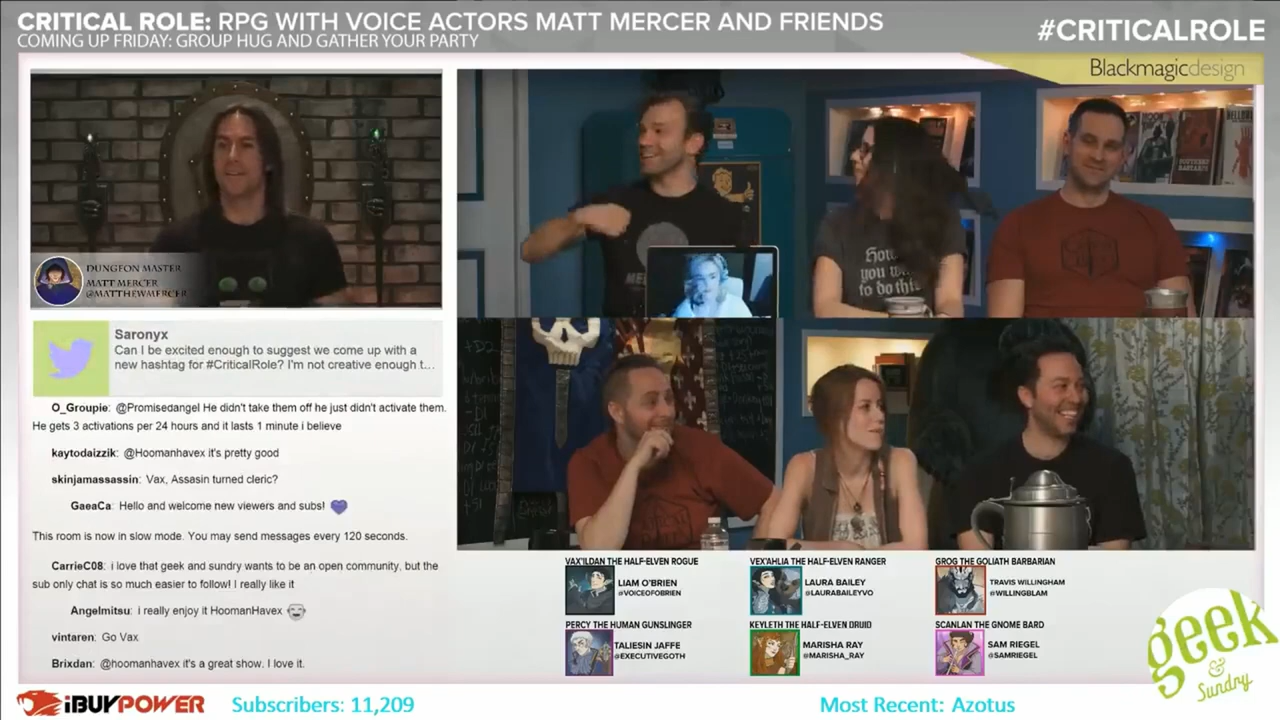 CRITICAL ROLE: RPG WITH VOICE ACTORS MATT MERCER AND FRIENDS
COMING UP FRIDAY: GROUP HUG AND GATHER YOUR PARTY
#CRITICALROLE
Blackmagicdesign
DUNGEON MASTER
MATT MERCER
@MATTHEWMERCER
How
to do this
Saronyx
Can I be excited enough to suggest we come up with a
new hashtag for #CriticalRole? I'm not creative enough t...
O_Groupie: @Promisedangel He didn't take them off he just didn't activate them.
He gets 3 activations per 24 hours and it lasts 1 minute i believe
kaytodaizzik: @Hoomanhavex it's pretty good
skinjamassassin: Vax, Assasin turned cleric?
GaeaCa: Hello and welcome new viewers and subs!
This room is now in slow mode. You may send messages every 120 seconds.
CarrieC08: i love that geek and sundry wants to be an open community, but the
sub only chat is so much easier to follow! I really like it
Angelmitsu: i really enjoy it HoomanHavex
vintaren: Go Vax
Brixdan: @hoomanhavex it's a great show. I love it.
VAX'ILDAN THE HALF-ELVEN ROGUE
LIAM O'BRIEN
@VOICEOFOBRIEN
VEX'AHLIA THE HALF-ELVEN RANGER
LAURA BAILEY
@LAURABAILEYVO
GROG THE GOLIATH BARBARIAN
TRAVIS WILLINGHAM
@WILLINGBLAM
PERCY THE HUMAN GUNSLINGER
TALIESIN JAFFE
@EXECUTIVEGOTH
KEYLETH THE HALF-ELVEN DRUID
MARISHA RAY
@MARISHA_RAY
SCANLAN THE GNOME BARD
SAM RIEGEL
@SAMRIEGEL
geek
&
Sundry
iBUYPOWER
Subscribers: 11,209
Most Recent: Azotus